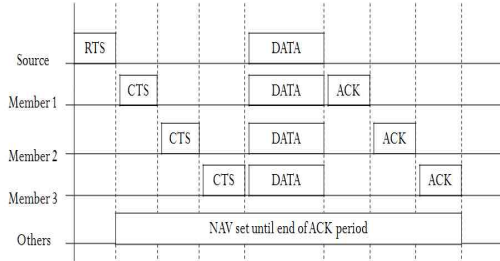 RTS DATA
Source
CTS DATA ACK
Member 1
CTS DATA ACK
Member 2
CTS DATA ACK
Member 3
NAV set until end of ACK period
Others